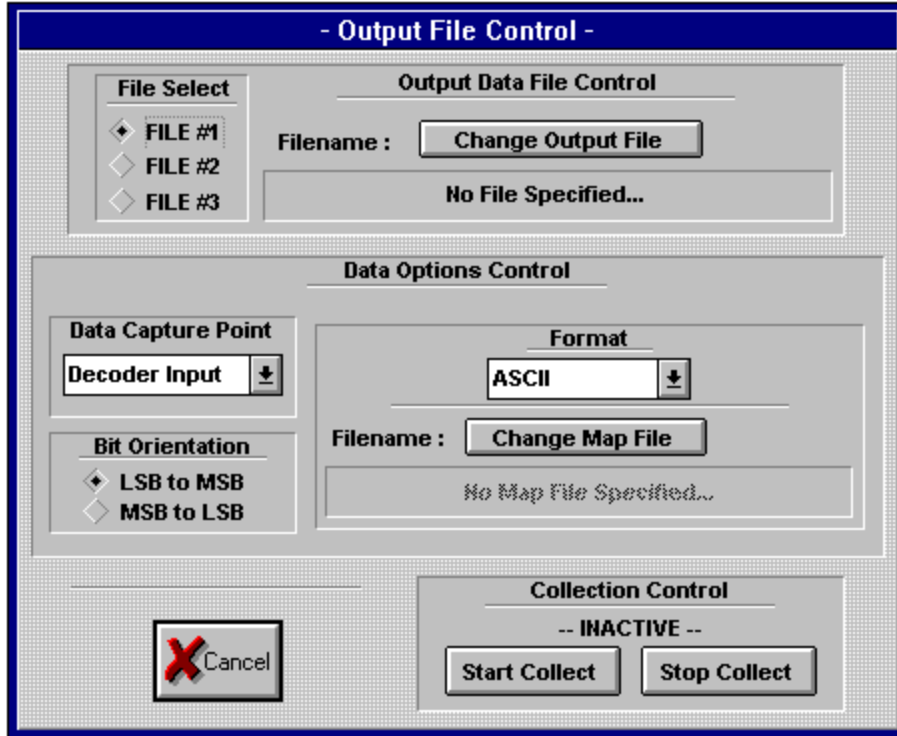 - Output File Control -
File Select
FILE #1
FILE #2
FILE #3
Output Data File Control
Filename : Change Output File
No File Specified...
Data Options Control
Data Capture Point
Decoder Input
Bit Orientation
LSB to MSB
MSB to LSB
Format
ASCII
Filename : Change Map File
No Map File Specified...
Cancel
Collection Control
-- INACTIVE --
Start Collect Stop Collect